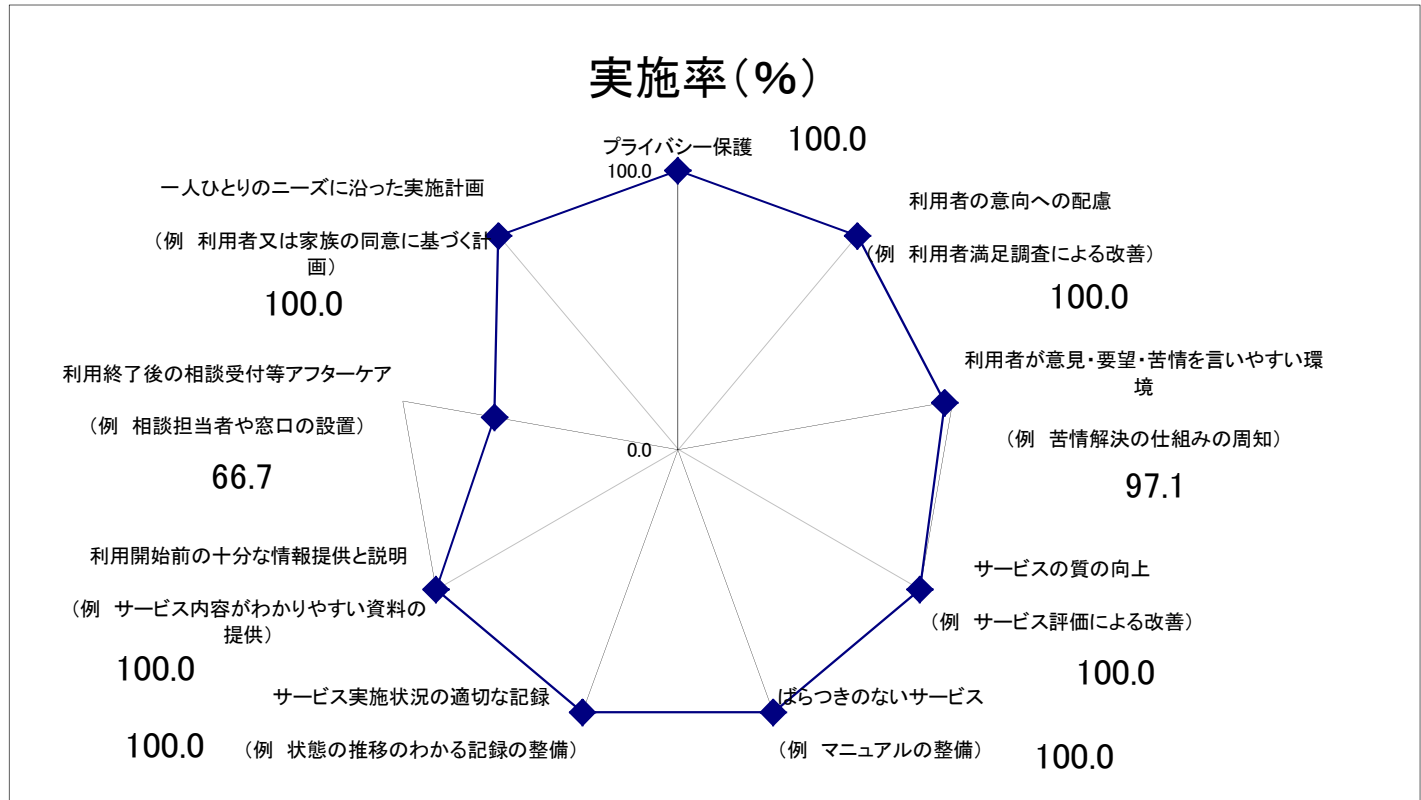 実施率(%)
プライバシー保護
100.0
100.0
利用者の意向への配慮
(例 利用者満足調査による改善)
100.0
利用者が意見・要望・苦情を言いやすい環
境
(例 苦情解決の仕組みの周知)
97.1
サービスの質の向上
(例 サービス評価による改善)
100.0
ばらつきのないサービス
(例 マニュアルの整備)
100.0
サービス実施状況の適切な記録
(例 状態の推移のわかる記録の整備)
100.0
利用開始前の十分な情報提供と説明
(例 サービス内容がわかりやすい資料の
提供)
100.0
利用終了後の相談受付等アフターケア
(例 相談担当者や窓口の設置)
66.7
一人ひとりのニーズに沿った実施計画
(例 利用者又は家族の同意に基づく計
画)
100.0
0.0